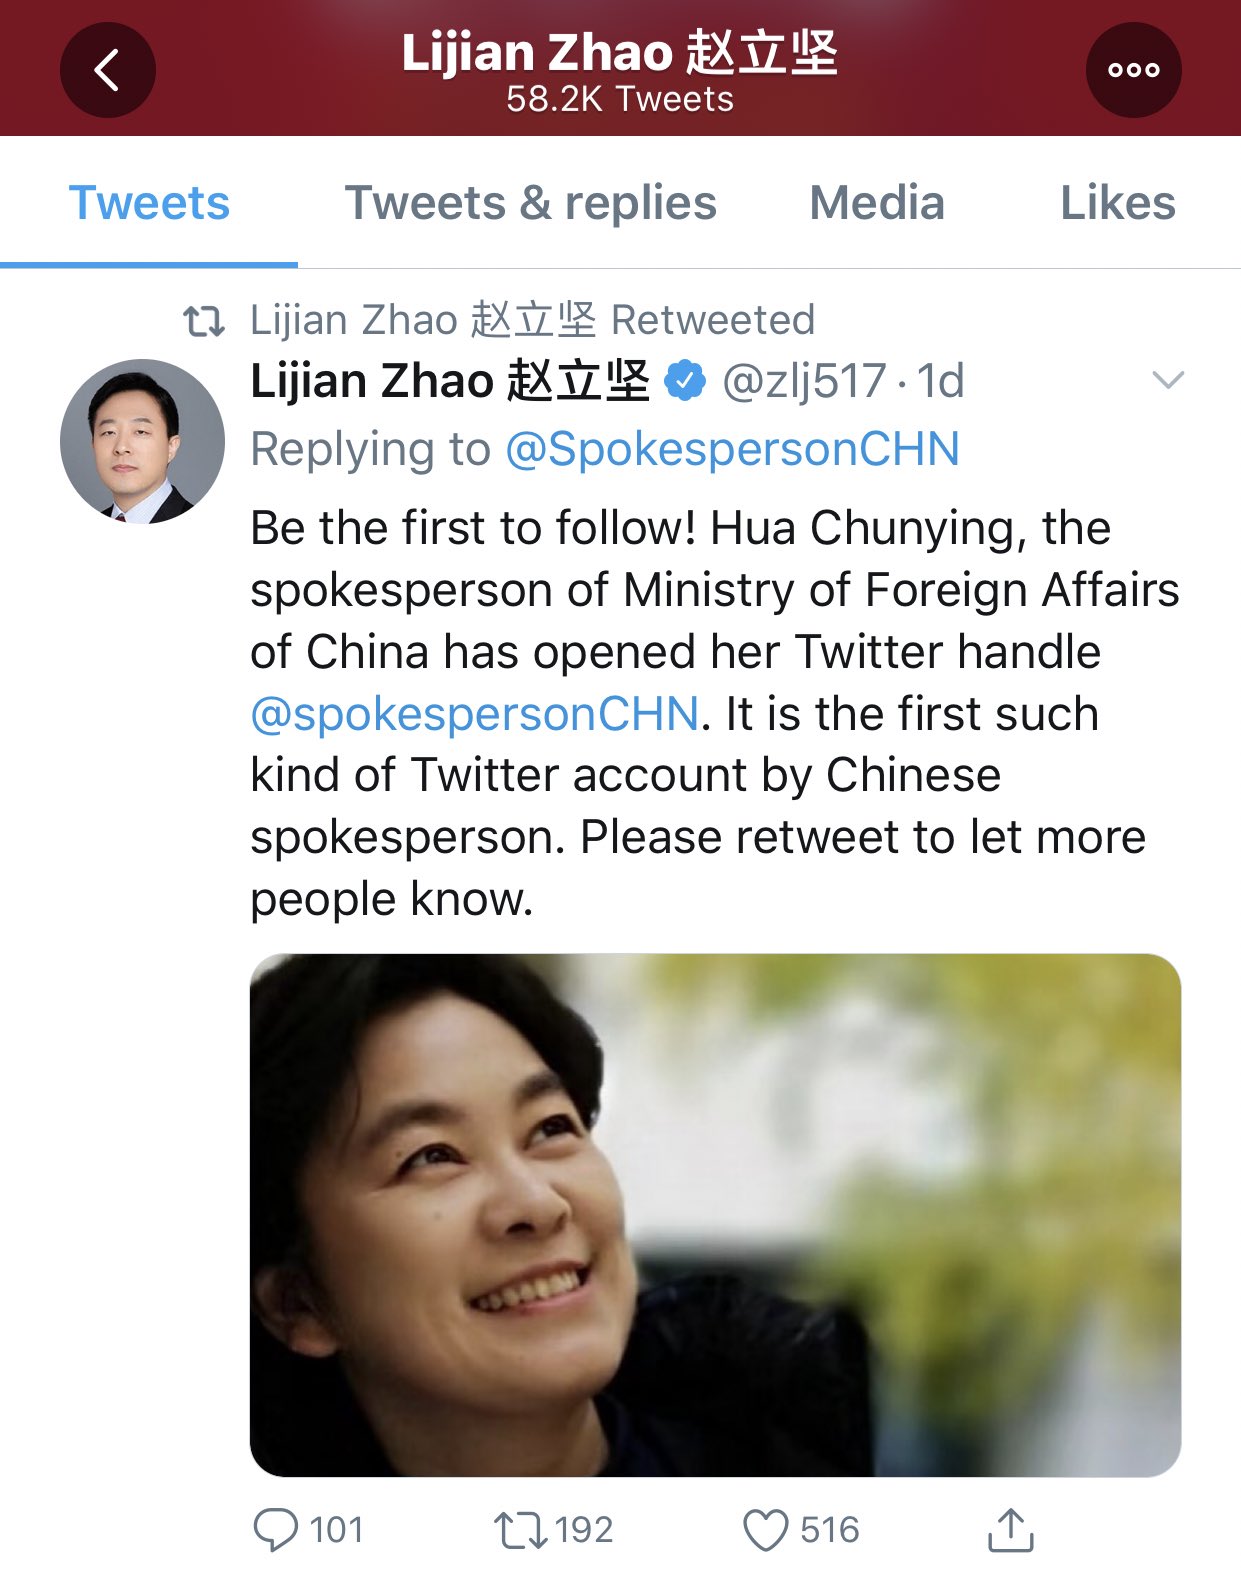 Lijian Zhao 赵立坚
58.2K Tweets
Tweets Tweets & replies Media Likes
Lijian Zhao 赵立坚 Retweeted
Lijian Zhao 赵立坚 @zlj517 · 1d
Replying to @SpokespersonCHN
Be the first to follow! Hua Chunying, the
spokesperson of Ministry of Foreign Affairs
of China has opened her Twitter handle
@spokespersonCHN. It is the first such
kind of Twitter account by Chinese
spokesperson. Please retweet to let more
people know.
101 192 516